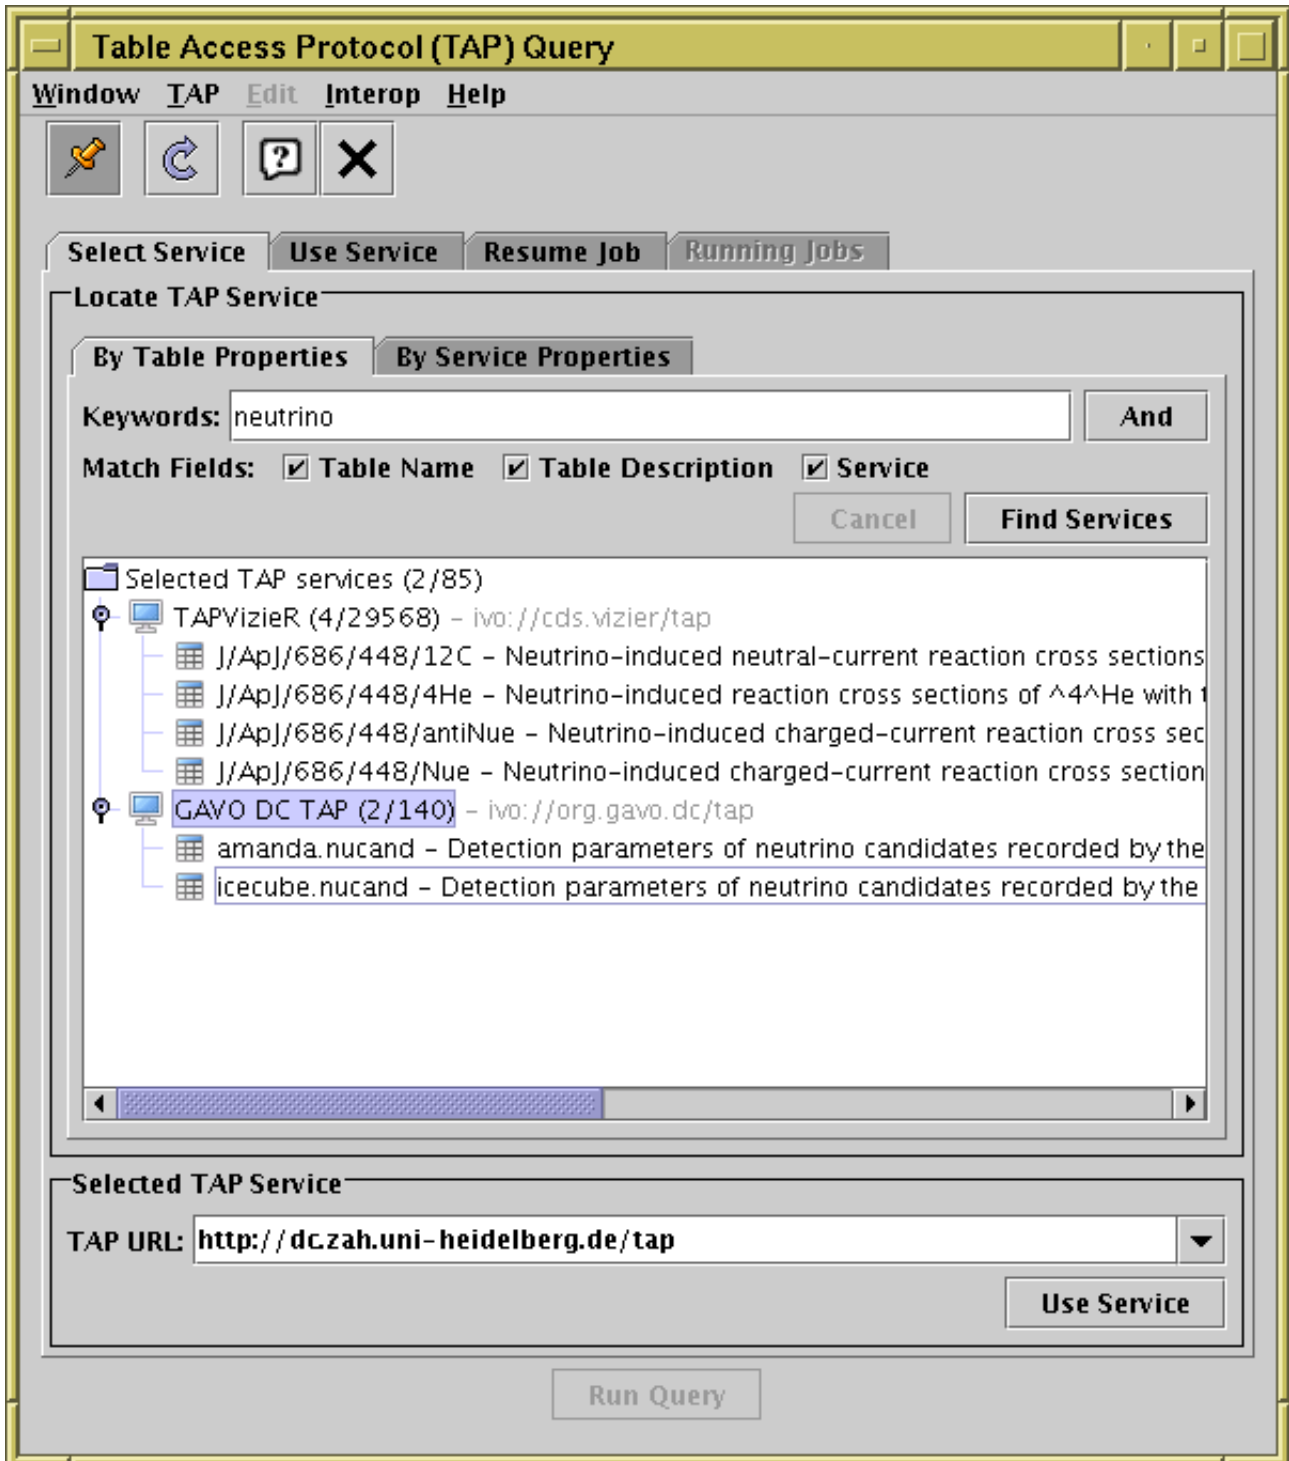 Table Access Protocol (TAP) Query
Window TAP Edit Interop Help
Select Service Use Service Resume Job Running Jobs
Locate TAP Service
By Table Properties By Service Properties
Keywords: neutrino And
Match Fields: Table Name Table Description Service
Cancel Find Services
Selected TAP services (2/85)
TAPVizieR (4/29568) – ivo://cds.vizier/tap
J/ApJ/686/448/12C – Neutrino-induced neutral-current reaction cross sections
J/ApJ/686/448/4He – Neutrino-induced reaction cross sections of ^4^He with
J/ApJ/686/448/antiNue – Neutrino-induced charged-current reaction cross sec
J/ApJ/686/448/Nue – Neutrino-induced charged-current reaction cross section
GAVO DC TAP (2/140) – ivo://org.gavo.dc/tap
amanda.nucand – Detection parameters of neutrino candidates recorded by the
icecube.nucand – Detection parameters of neutrino candidates recorded by the
Selected TAP Service
TAP URL: http://dc.zah.uni-heidelberg.de/tap
Use Service
Run Query